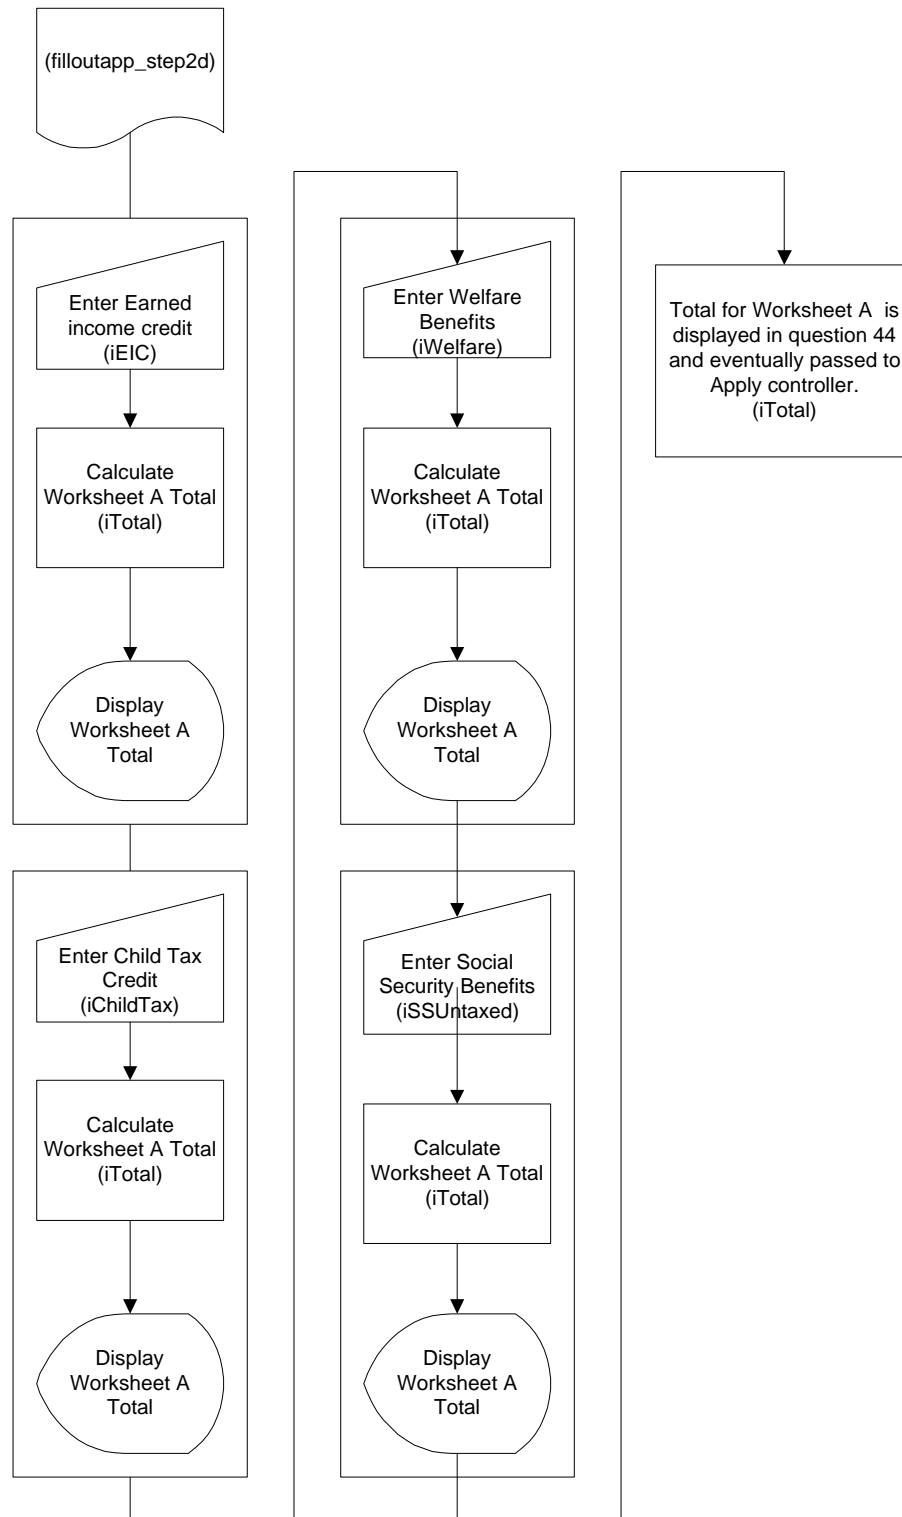 (filloutapp_step2d)
Enter Earned
income credit
(iEIC)
Calculate
Worksheet A Total
(iTotal)
Display
Worksheet A
Total
Enter Child Tax
Credit
(iChildTax)
Calculate
Worksheet A Total
(iTotal)
Display
Worksheet A
Total
Enter Welfare
Benefits
(iWelfare)
Calculate
Worksheet A Total
(iTotal)
Display
Worksheet A
Total
Enter Social
Security Benefits
(iSSUntaxed)
Calculate
Worksheet A Total
(iTotal)
Display
Worksheet A
Total
Total for Worksheet A is
displayed in question 44
and eventually passed to
Apply controller.
(iTotal)